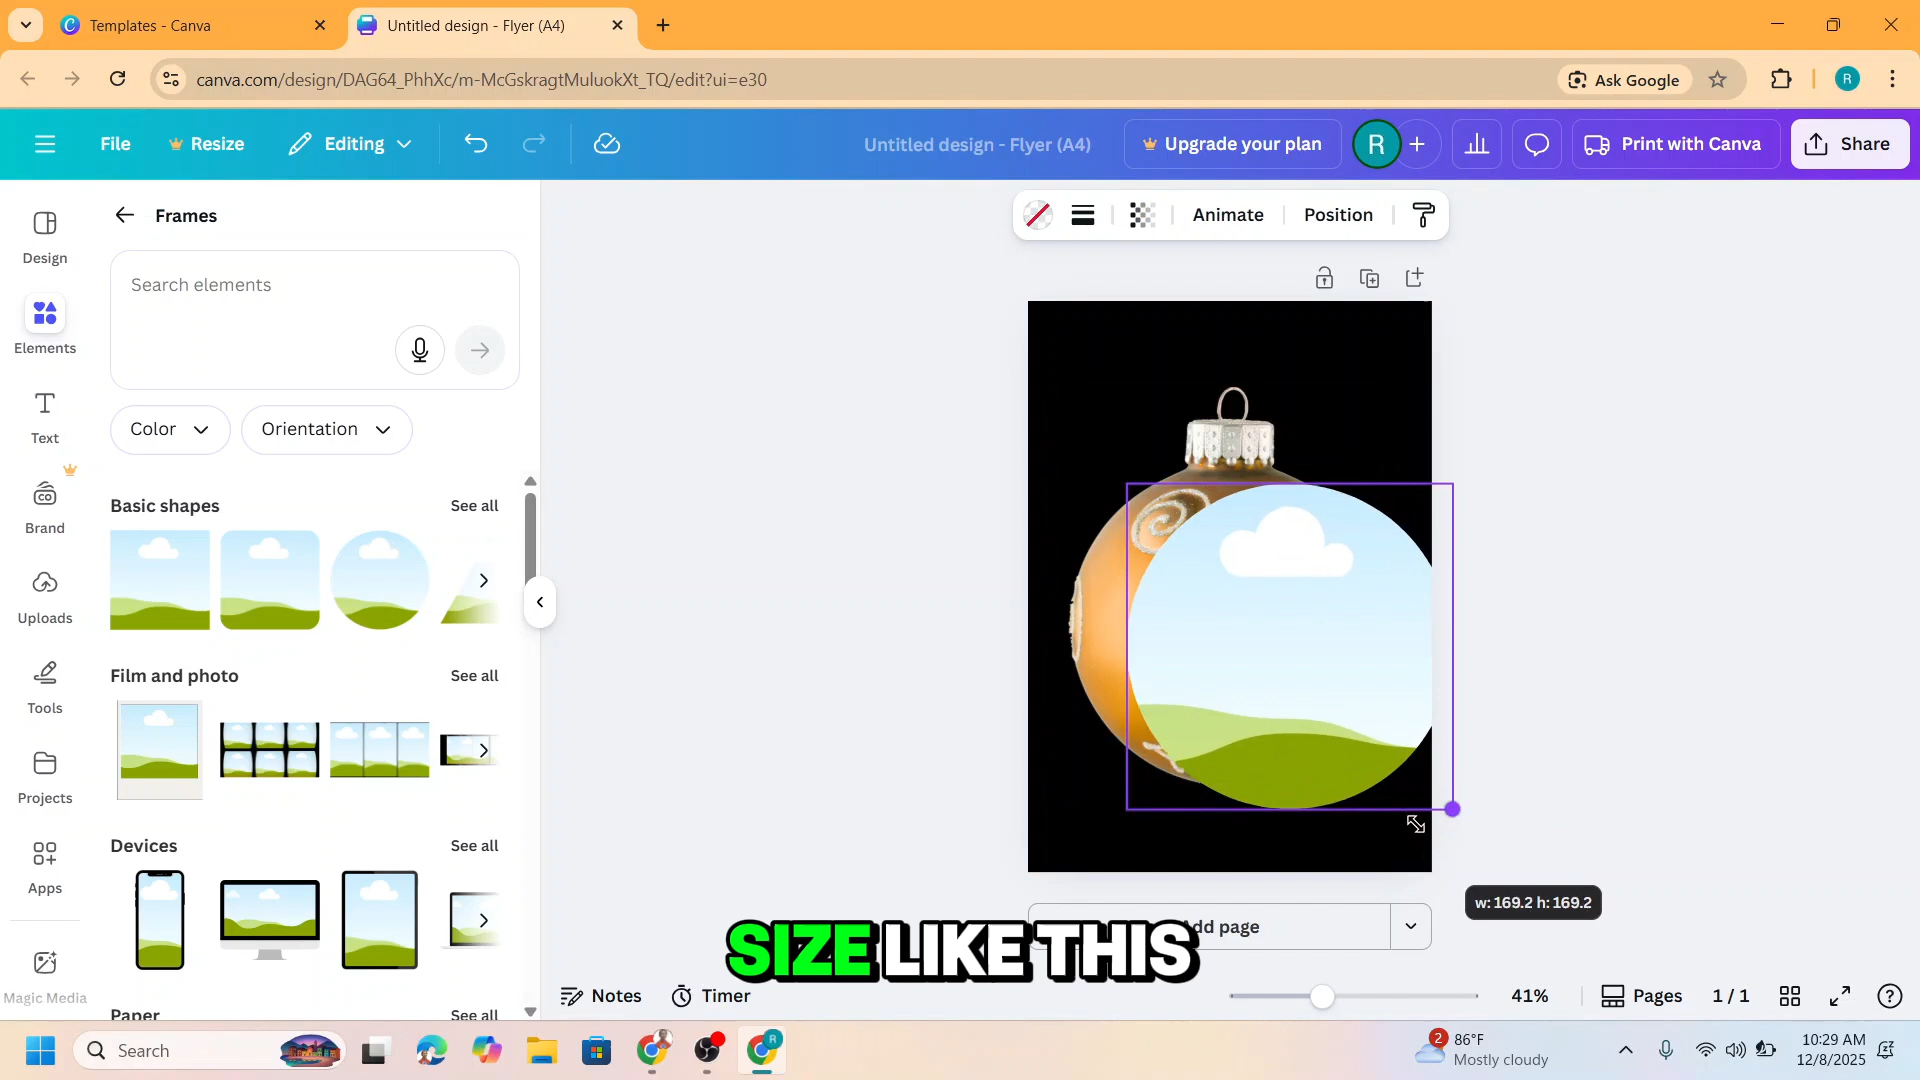 Templates - Canva
Untitled design - Flyer (A4)
canva.com/design/DAG64_PhhXc/m-McGskragtMuluokXt_TQ/edit?ui=e30
Ask Google
R
File
Resize
Editing
Untitled design - Flyer (A4)
Upgrade your plan
R
Print with Canva
Share
Design
Elements
Text
Brand
Uploads
Tools
Projects
Apps
Magic Media
Frames
Search elements
Color
Orientation
Basic shapes
See all
Film and photo
See all
Devices
See all
Paper
See all
Animate
Position
w: 169.2 h: 169.2
dd page
SIZE LIKE THIS
Notes
Timer
41%
Pages
1 / 1
Search
R
2
86°F
Mostly cloudy
10:29 AM
12/8/2025